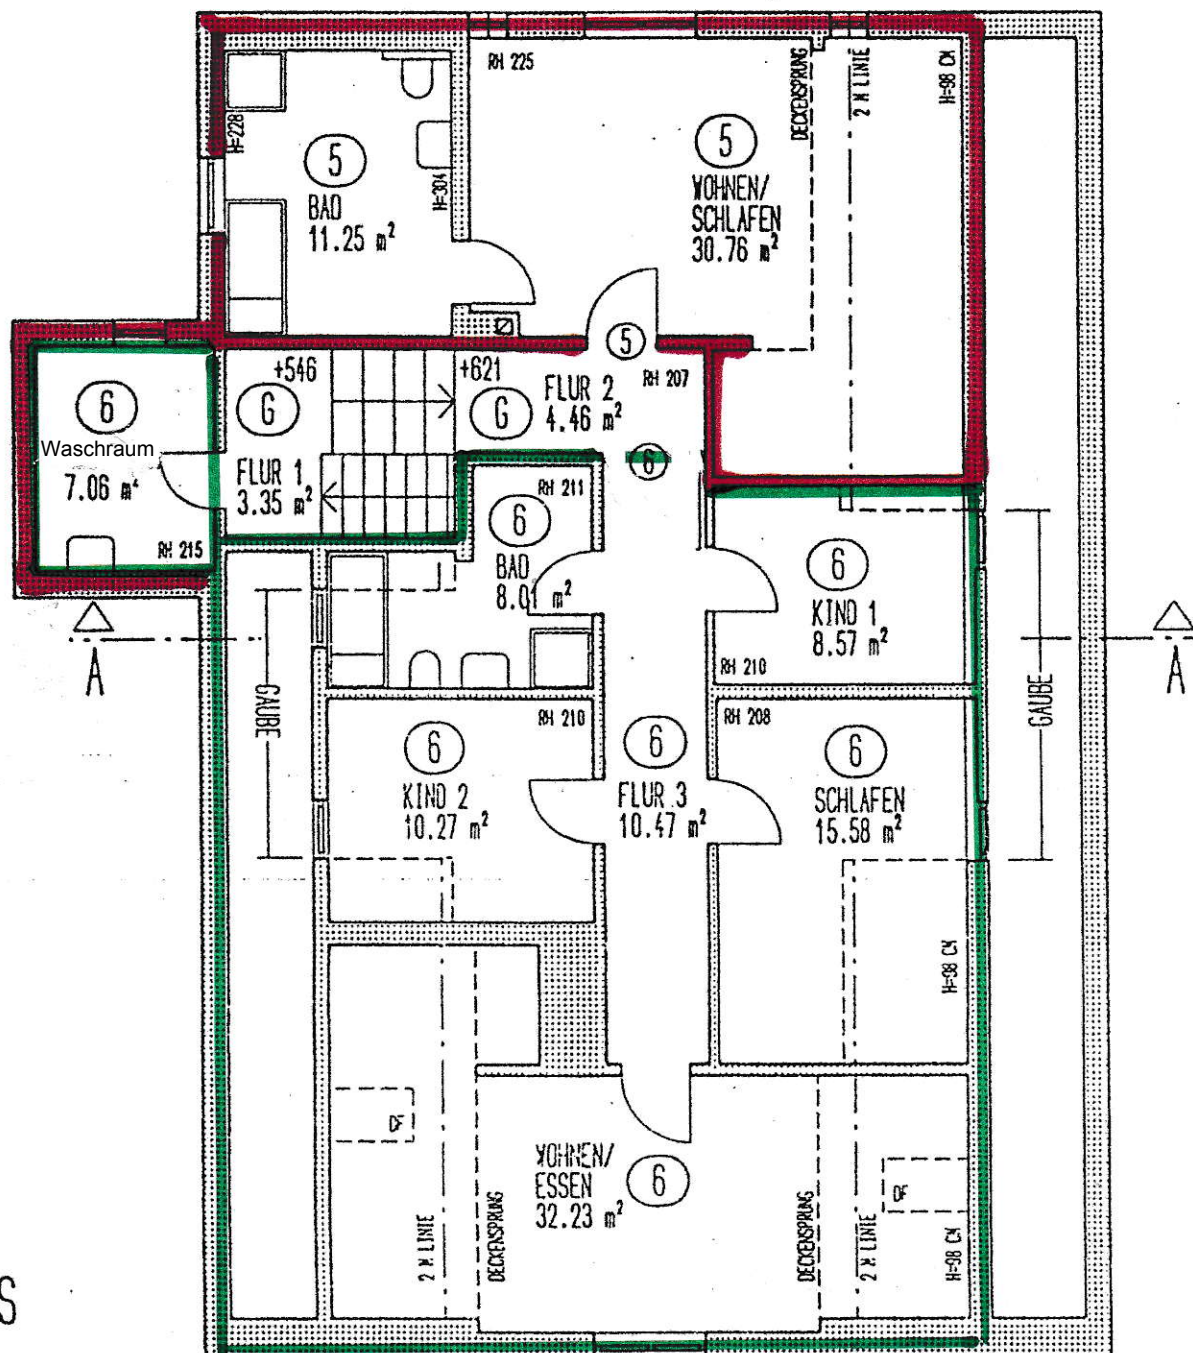 RH 225
DECKENSPRUNG
2 M LINIE
H=98 CM
H=228
H=304
5
BAD
11.25 m²
5
WOHNEN/
SCHLAFEN
30.76 m²
5
+546
+621
G
FLUR 2
4.46 m²
RH 207
6
Waschraum
7.06 m²
RH 215
G
FLUR 1
3.35 m²
6
RH 211
6
BAD
8.01 m²
6
KIND 1
8.57 m²
RH 210
A
A
GAUBE
GAUBE
RH 210
6
KIND 2
10.27 m²
6
FLUR 3
10.47 m²
RH 208
6
SCHLAFEN
15.58 m²
H=98 CM
DF
WOHNEN/
ESSEN
32.23 m²
6
DF
2 M LINIE
DECKENSPRUNG
DECKENSPRUNG
2 M LINIE
H=98 CM
S